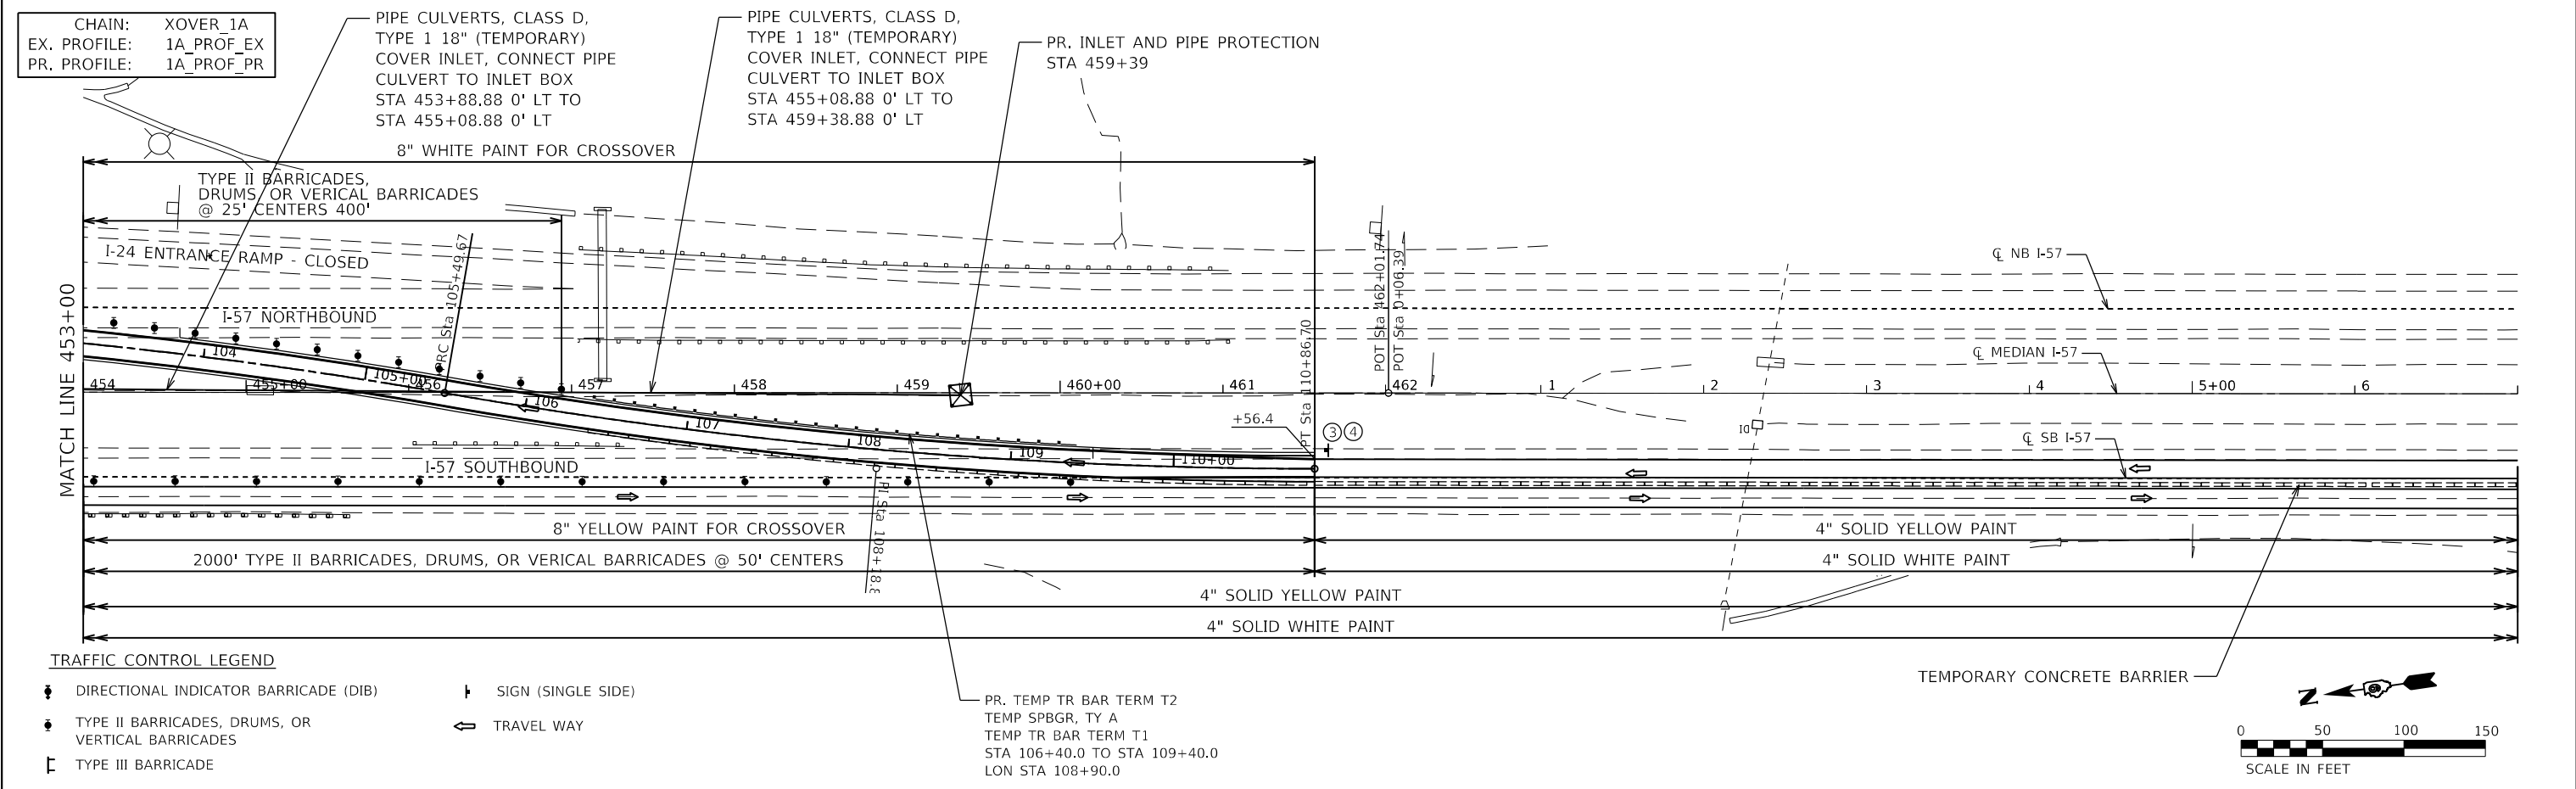 CHAIN: XOVER_1A
EX. PROFILE: 1A_PROF_EX
PR. PROFILE: 1A_PROF_PR
PIPE CULVERTS, CLASS D,
TYPE 1 18" (TEMPORARY)
COVER INLET, CONNECT PIPE
CULVERT TO INLET BOX
STA 453+88.88 0' LT TO
STA 455+08.88 0' LT
PIPE CULVERTS, CLASS D,
TYPE 1 18" (TEMPORARY)
COVER INLET, CONNECT PIPE
CULVERT TO INLET BOX
STA 455+08.88 0' LT TO
STA 459+38.88 0' LT
PR. INLET AND PIPE PROTECTION
STA 459+39
8" WHITE PAINT FOR CROSSOVER
TYPE II BARRICADES,
DRUMS, OR VERICAL BARRICADES
@ 25' CENTERS 400'
I-24 ENTRANCE RAMP - CLOSED
I-57 NORTHBOUND
MATCH LINE 453+00
PRC Sta 105+49.67
POT Sta 462+01.74
POT Sta 0+06.39
PT Sta 110+86.70
℄ NB I-57
℄ MEDIAN I-57
℄ SB I-57
454
455+00
456
457
458
459
460+00
461
462
1
2
3
4
5+00
6
104
105+00
106
107
108
109
110+00
+56.4
3 4
DI
PI Sta 108+18.8
I-57 SOUTHBOUND
8" YELLOW PAINT FOR CROSSOVER
4" SOLID YELLOW PAINT
2000' TYPE II BARRICADES, DRUMS, OR VERICAL BARRICADES @ 50' CENTERS
4" SOLID WHITE PAINT
4" SOLID YELLOW PAINT
4" SOLID WHITE PAINT
TRAFFIC CONTROL LEGEND
DIRECTIONAL INDICATOR BARRICADE (DIB)
SIGN (SINGLE SIDE)
TYPE II BARRICADES, DRUMS, OR
VERTICAL BARRICADES
TRAVEL WAY
TYPE III BARRICADE
PR. TEMP TR BAR TERM T2
TEMP SPBGR, TY A
TEMP TR BAR TERM T1
STA 106+40.0 TO STA 109+40.0
LON STA 108+90.0
TEMPORARY CONCRETE BARRIER
N
0 50 100 150
SCALE IN FEET